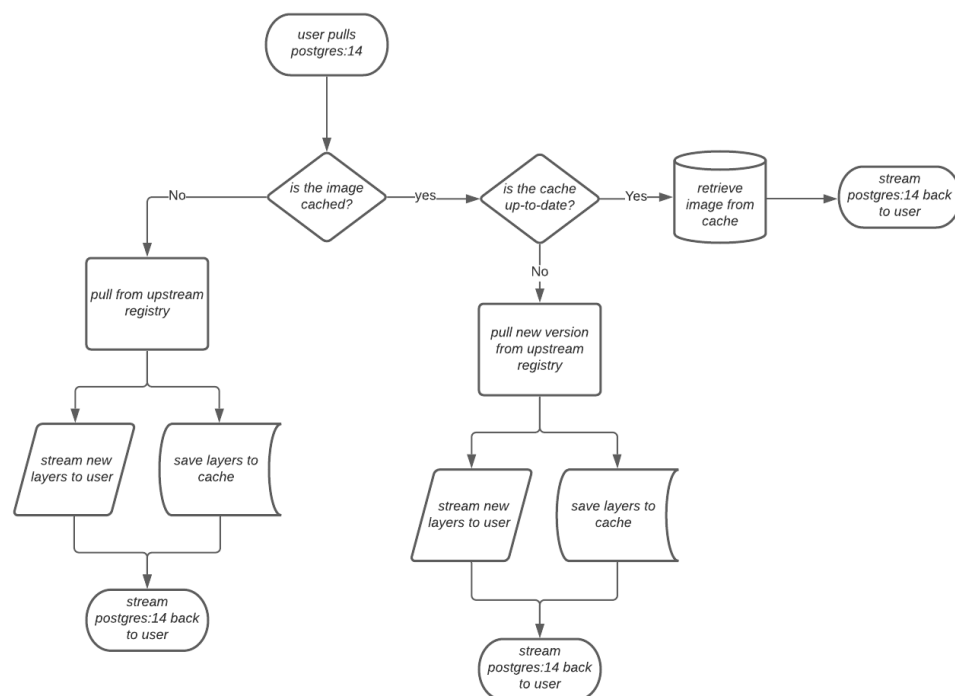 user pulls
postgres:14
is the image
cached?
No
yes
is the cache
up-to-date?
Yes
retrieve
image from
cache
stream
postgres:14 back
to user
No
pull from upstream
registry
pull new version
from upstream
registry
stream new
layers to user
save layers to
cache
stream new
layers to user
save layers to
cache
stream
postgres:14 back
to user
stream
postgres:14 back
to user